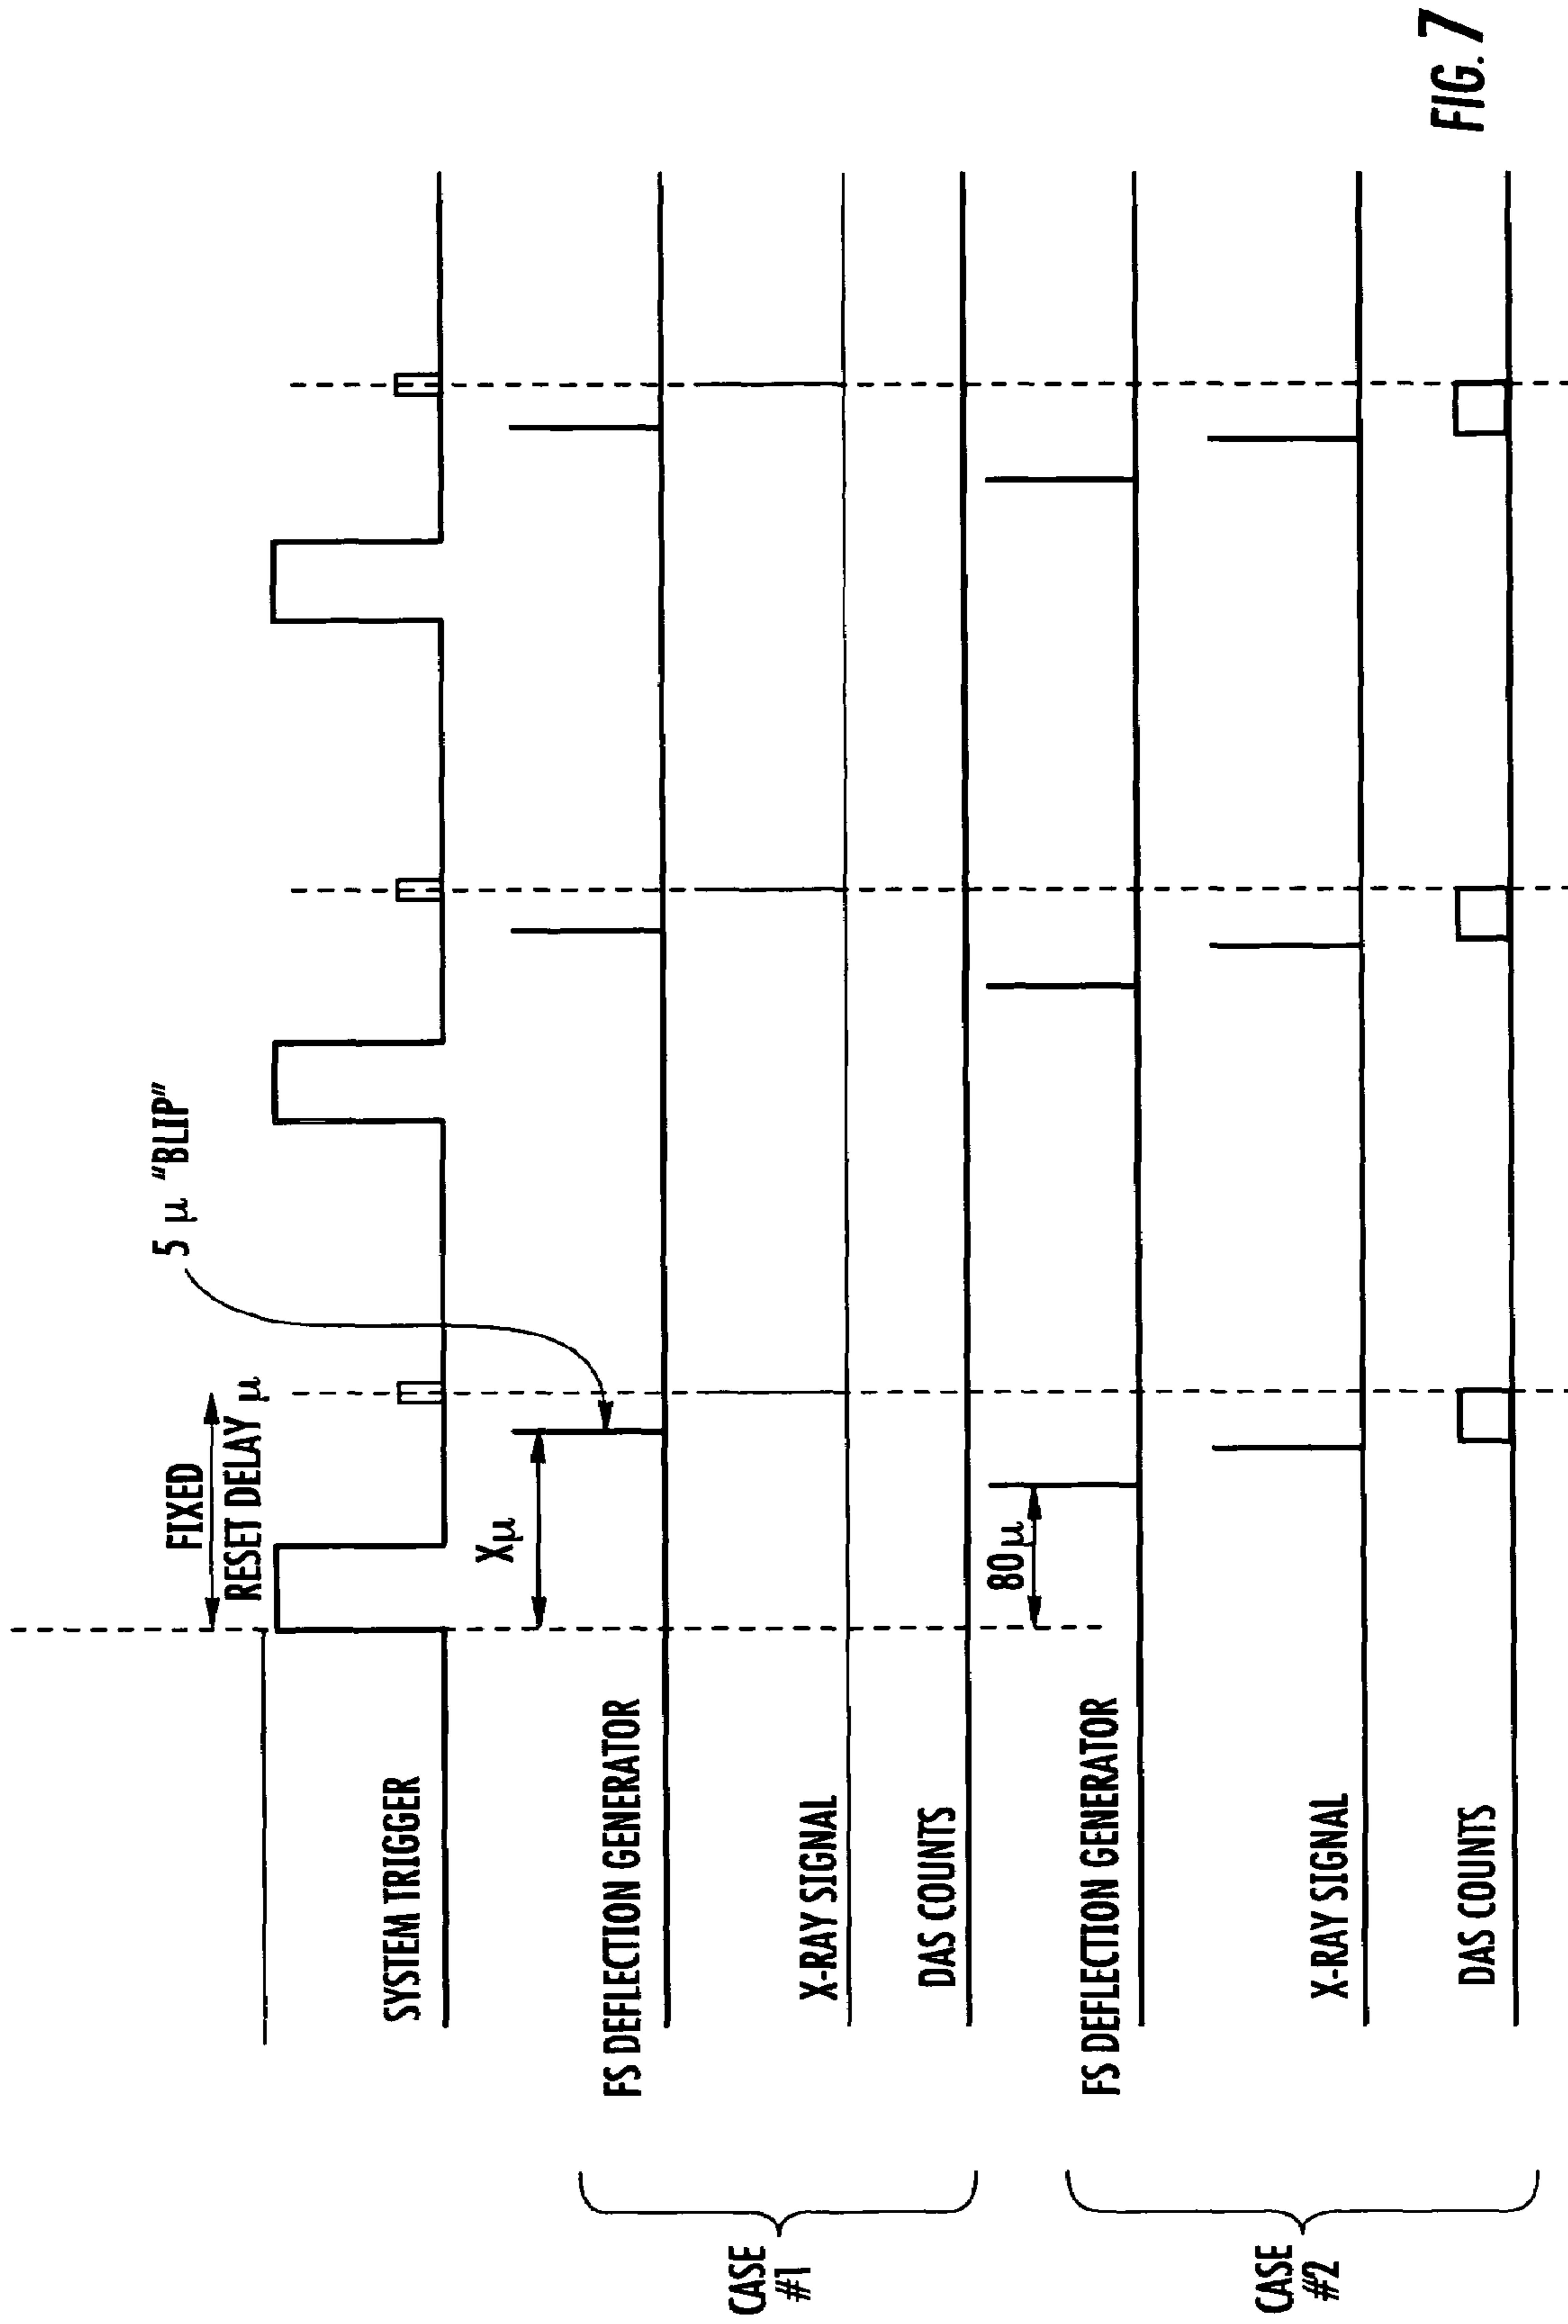 FIXED
RESET DELAY μ
5 μ "BLIP"
SYSTEM TRIGGER
Xμ
FS DEFLECTION GENERATOR
X-RAY SIGNAL
DAS COUNTS
CASE
#1
80μ
FS DEFLECTION GENERATOR
X-RAY SIGNAL
DAS COUNTS
CASE
#2
FIG. 7